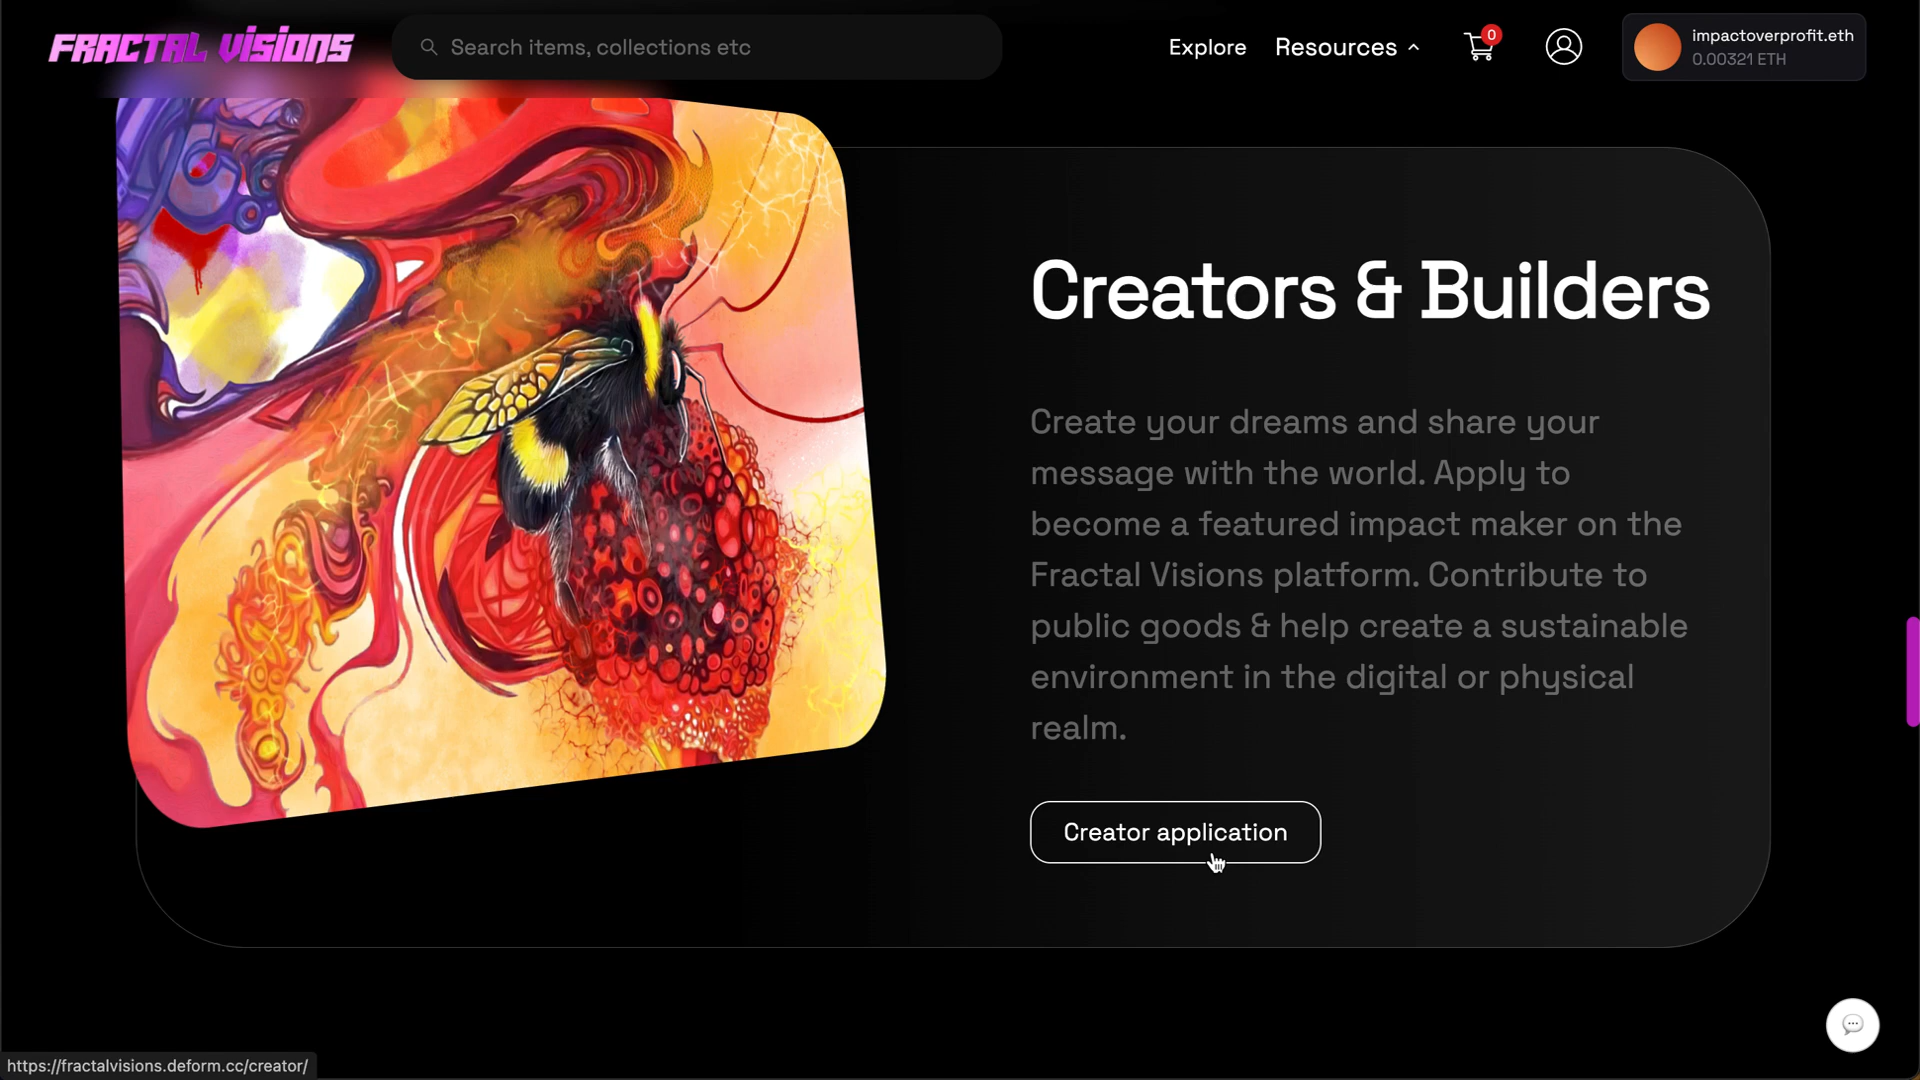 FRACTAL VISIONS
Search items, collections etc
Explore
Resources
0
impactoverprofit.eth
0.00321 ETH
Creators & Builders
Create your dreams and share your
message with the world. Apply to
become a featured impact maker on the
Fractal Visions platform. Contribute to
public goods & help create a sustainable
environment in the digital or physical
realm.
Creator application
https://fractalvisions.deform.cc/creator/